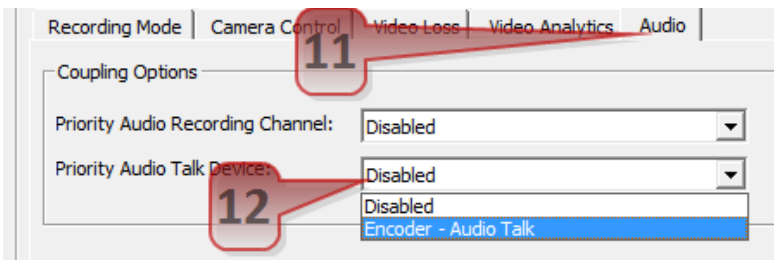 Recording Mode Camera Control Video Loss Video Analytics Audio
11
Coupling Options
Priority Audio Recording Channel: Disabled
Priority Audio Talk Device: Disabled
12
Disabled
Encoder - Audio Talk